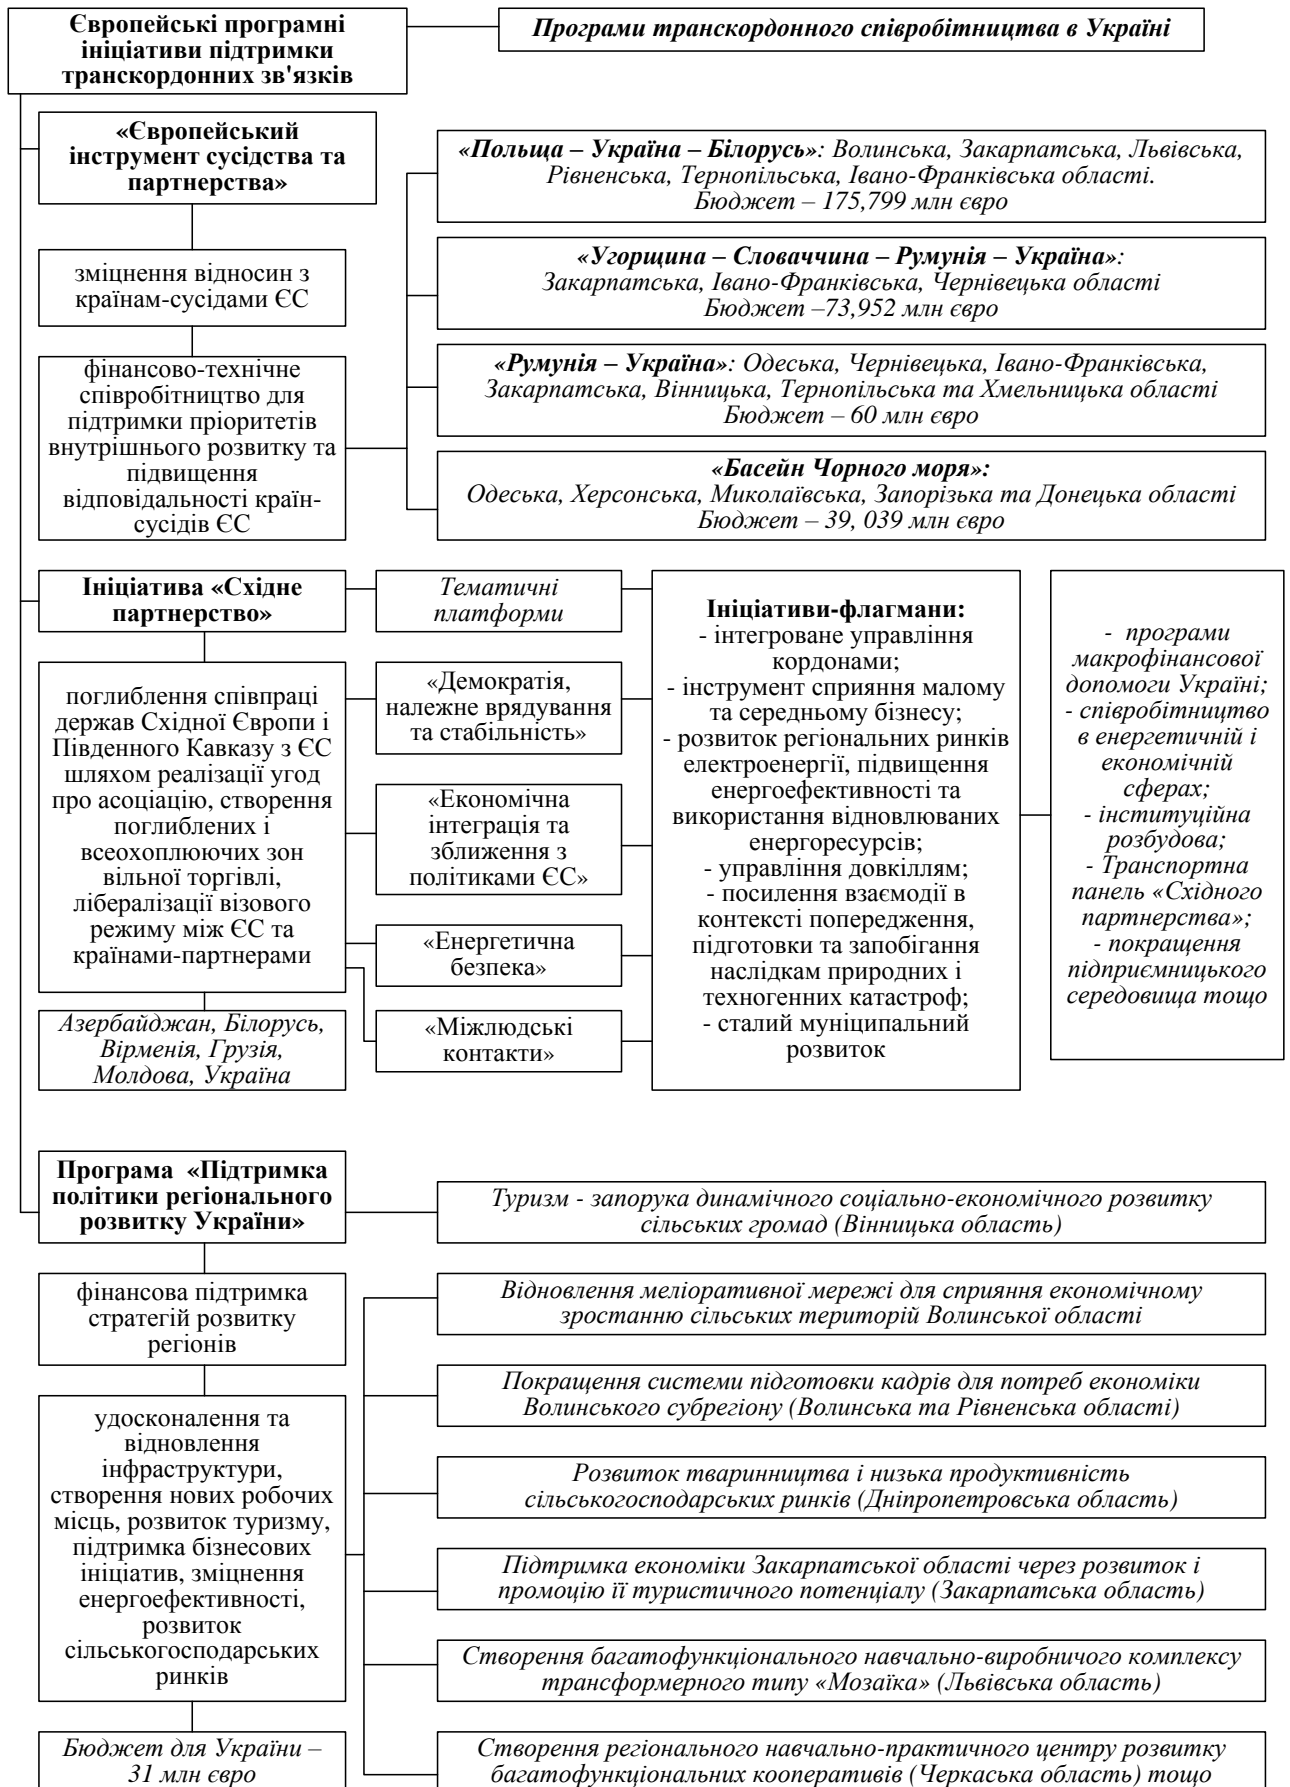 Європейські програмні
ініціативи підтримки
транскордонних зв'язків
Програми транскордонного співробітництва в Україні
«Європейський
інструмент сусідства та
партнерства»
зміцнення відносин з
країнам-сусідами ЄС
фінансово-технічне
співробітництво для
підтримки пріоритетів
внутрішнього розвитку та
підвищення
відповідальності країн-
сусідів ЄС
«Польща – Україна – Білорусь»: Волинська, Закарпатська, Львівська,
Рівненська, Тернопільська, Івано-Франківська області.
Бюджет – 175,799 млн євро
«Угорщина – Словаччина – Румунія – Україна»:
Закарпатська, Івано-Франківська, Чернівецька області
Бюджет –73,952 млн євро
«Румунія – Україна»: Одеська, Чернівецька, Івано-Франківська,
Закарпатська, Вінницька, Тернопільська та Хмельницька області
Бюджет – 60 млн євро
«Басейн Чорного моря»:
Одеська, Херсонська, Миколаївська, Запорізька та Донецька області
Бюджет – 39, 039 млн євро
Ініціатива «Східне
партнерство»
поглиблення співпраці
держав Східної Європи і
Південного Кавказу з ЄС
шляхом реалізації угод
про асоціацію, створення
поглиблених і
всеохоплюючих зон
вільної торгівлі,
лібералізації візового
режиму між ЄС та
країнами-партнерами
Азербайджан, Білорусь,
Вірменія, Грузія,
Молдова, Україна
Тематичні
платформи
«Демократія,
належне врядування
та стабільність»
«Економічна
інтеграція та
зближення з
політиками ЄС»
«Енергетична
безпека»
«Міжлюдські
контакти»
Ініціативи-флагмани:
- інтегроване управління
кордонами;
- інструмент сприяння малому
та середньому бізнесу;
- розвиток регіональних ринків
електроенергії, підвищення
енергоефективності та
використання відновлюваних
енергоресурсів;
- управління довкіллям;
- посилення взаємодії в
контексті попередження,
підготовки та запобігання
наслідкам природних і
техногенних катастроф;
- сталий муніципальний
розвиток
- програми
макрофінансової
допомоги Україні;
- співробітництво
в енергетичній і
економічній
сферах;
- інституційна
розбудова;
- Транспортна
панель «Східного
партнерства»;
- покращення
підприємницького
середовища тощо
Програма «Підтримка
політики регіонального
розвитку України»
фінансова підтримка
стратегій розвитку
регіонів
удосконалення та
відновлення
інфраструктури,
створення нових робочих
місць, розвиток туризму,
підтримка бізнесових
ініціатив, зміцнення
енергоефективності,
розвиток
сільськогосподарських
ринків
Бюджет для України –
31 млн євро
Туризм - запорука динамічного соціально-економічного розвитку
сільських громад (Вінницька область)
Відновлення меліоративної мережі для сприяння економічному
зростанню сільських територій Волинської області
Покращення системи підготовки кадрів для потреб економіки
Волинського субрегіону (Волинська та Рівненська області)
Розвиток тваринництва і низька продуктивність
сільськогосподарських ринків (Дніпропетровська область)
Підтримка економіки Закарпатської області через розвиток і
промоцію її туристичного потенціалу (Закарпатська область)
Створення багатофункціонального навчально-виробничого комплексу
трансформерного типу «Мозаїка» (Львівська область)
Створення регіонального навчально-практичного центру розвитку
багатофункціональних кооперативів (Черкаська область) тощо